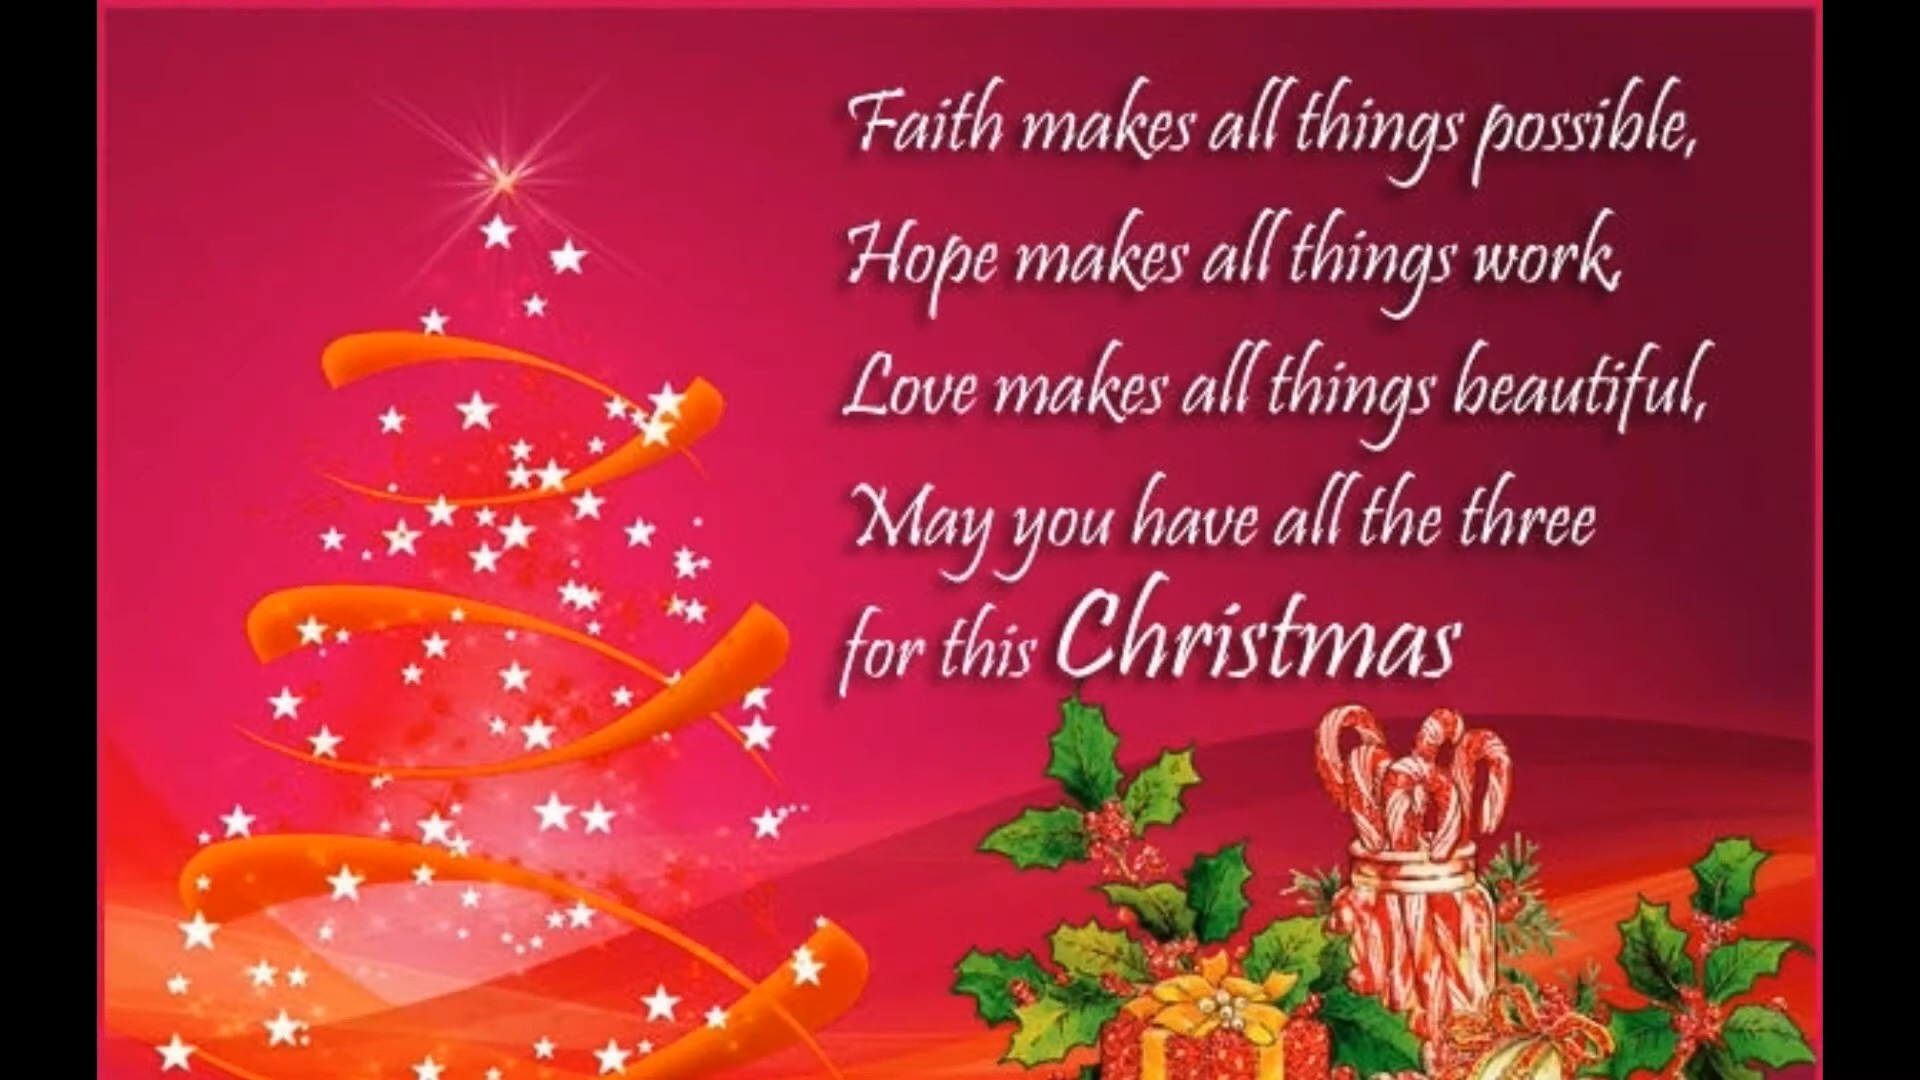 Faith makes all things possible,
Hope makes all things work,
Love makes all things beautiful,
May you have all the three
for this Christmas